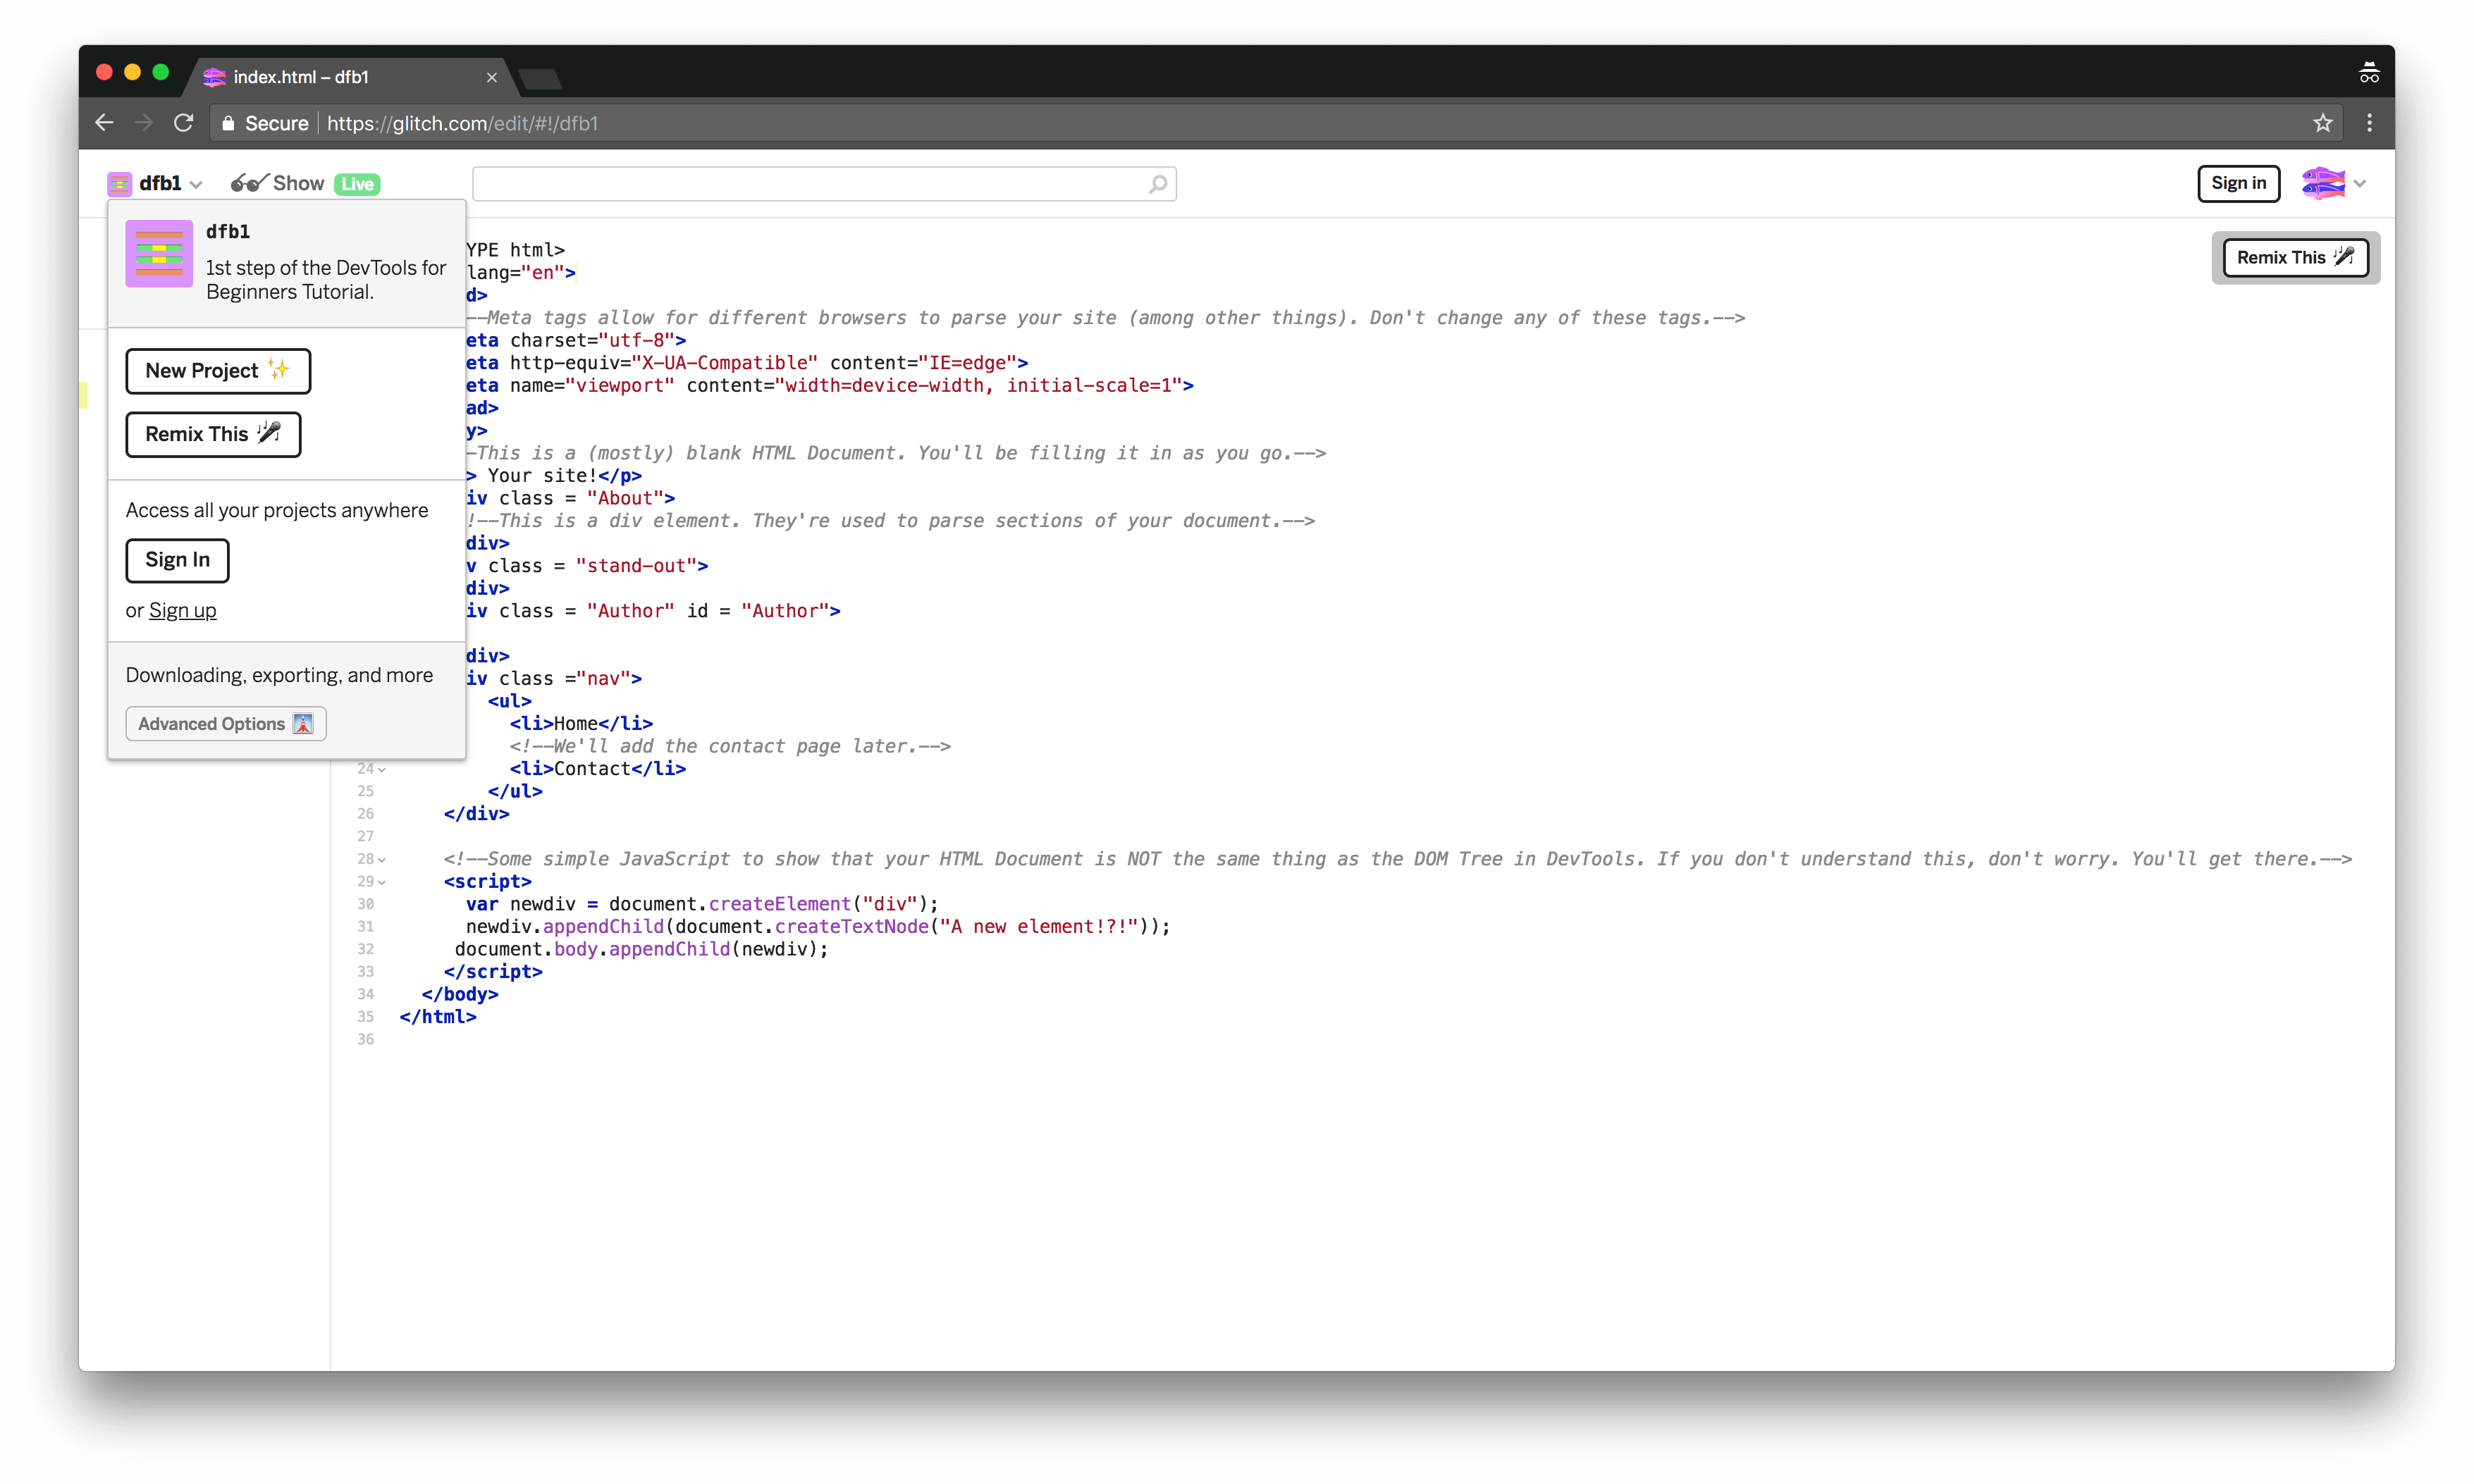 index.html – dfb1
Secure https://glitch.com/edit/#!/dfb1
dfb1 Show Live
Sign in
dfb1
1st step of the DevTools for
Beginners Tutorial.
New Project
Remix This
Access all your projects anywhere
Sign In
or Sign up
Downloading, exporting, and more
Advanced Options
Remix This
YPE html>
lang="en">
d>
--Meta tags allow for different browsers to parse your site (among other things). Don't change any of these tags.-->
eta charset="utf-8">
eta http-equiv="X-UA-Compatible" content="IE=edge">
eta name="viewport" content="width=device-width, initial-scale=1">
ad>
y>
-This is a (mostly) blank HTML Document. You'll be filling it in as you go.-->
> Your site!</p>
iv class = "About">
!--This is a div element. They're used to parse sections of your document.-->
div>
v class = "stand-out">
div>
iv class = "Author" id = "Author">
div>
iv class ="nav">
<ul>
<li>Home</li>
<!--We'll add the contact page later.-->
24 <li>Contact</li>
25 </ul>
26 </div>
27
28 <!--Some simple JavaScript to show that your HTML Document is NOT the same thing as the DOM Tree in DevTools. If you don't understand this, don't worry. You'll get there.-->
29 <script>
30 var newdiv = document.createElement("div");
31 newdiv.appendChild(document.createTextNode("A new element!?!"));
32 document.body.appendChild(newdiv);
33 </script>
34 </body>
35 </html>
36